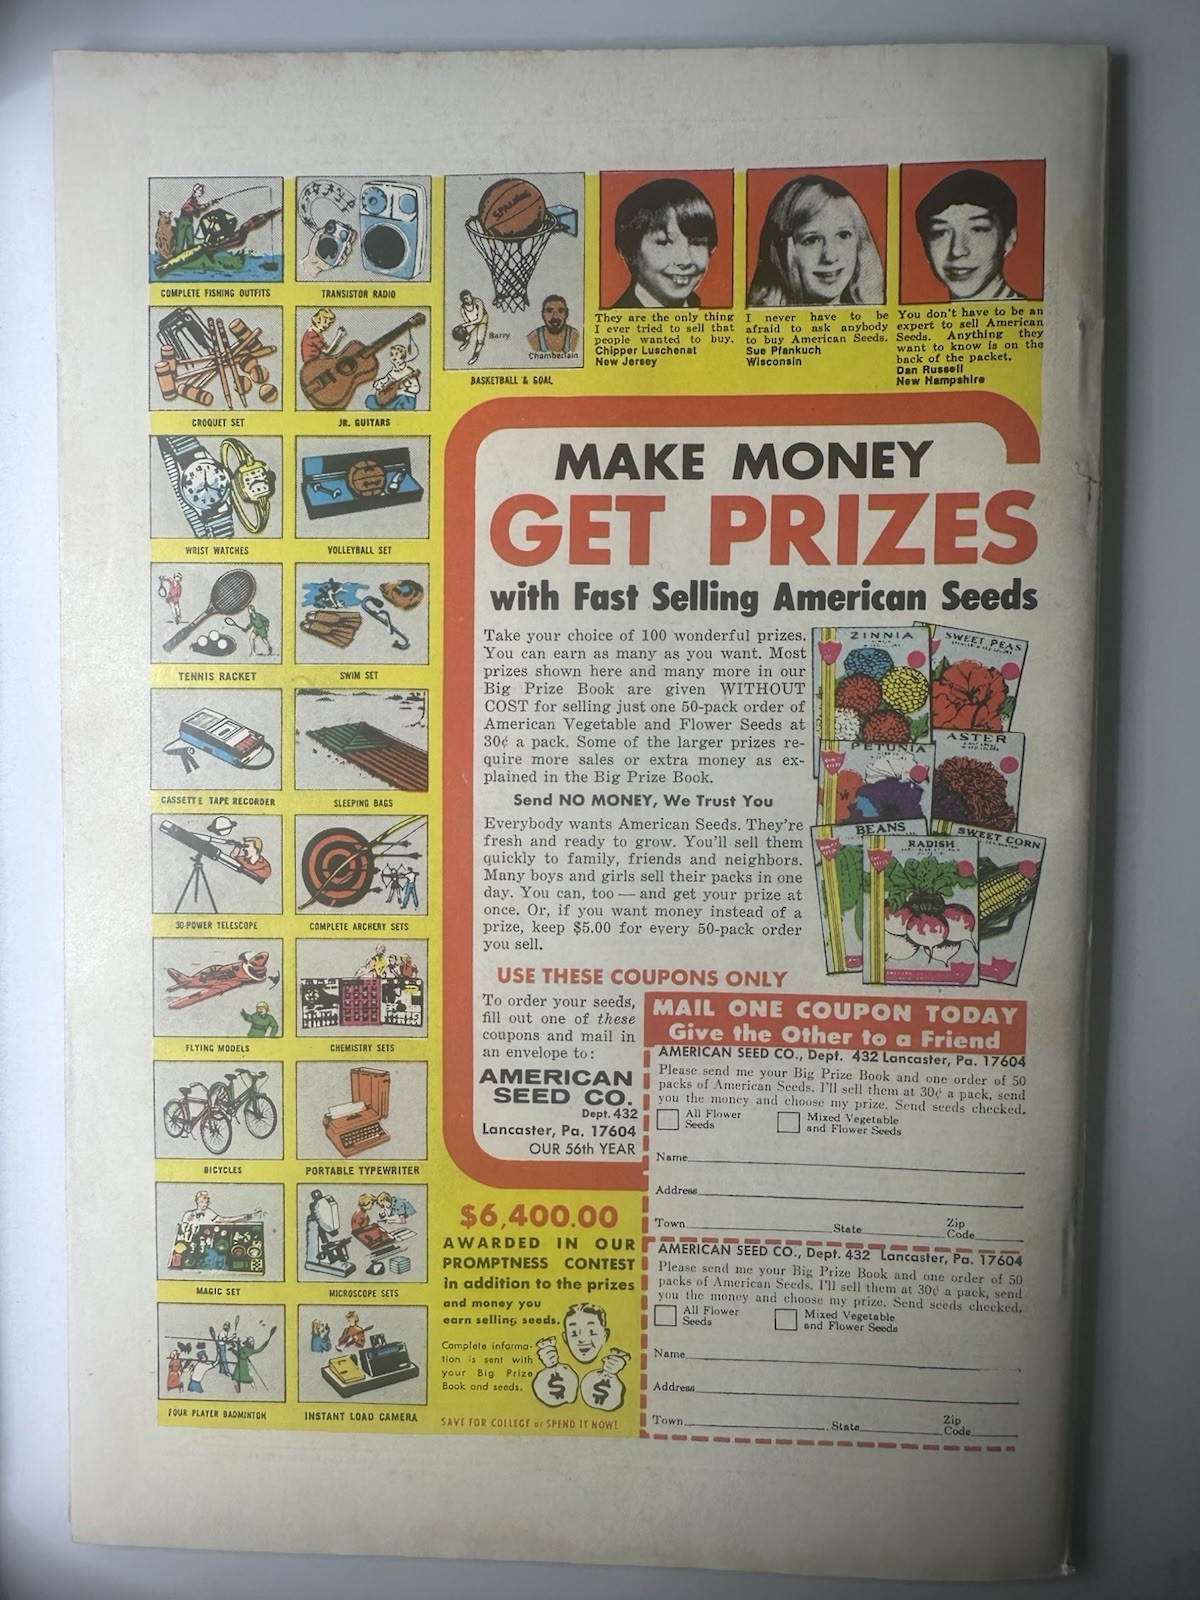 COMPLETE FISHING OUTFITS
TRANSISTOR RADIO
SPALDING
Barry
Chamberlain
BASKETBALL & GOAL
CROQUET SET
JR. GUITARS
WRIST WATCHES
VOLLEYBALL SET
TENNIS RACKET
SWIM SET
CASSETTE TAPE RECORDER
SLEEPING BAGS
30-POWER TELESCOPE
COMPLETE ARCHERY SETS
FLYING MODELS
CHEMISTRY SETS
BICYCLES
PORTABLE TYPEWRITER
MAGIC SET
MICROSCOPE SETS
FOUR PLAYER BADMINTON
INSTANT LOAD CAMERA
They are the only thing
I ever tried to sell that
people wanted to buy.
Chipper Luschenat
New Jersey
I never have to be
afraid to ask anybody
to buy American Seeds.
Sue Pfankuch
Wisconsin
You don't have to be an
expert to sell American
Seeds. Anything they
want to know is on the
back of the packet.
Dan Russell
New Hampshire
MAKE MONEY
GET PRIZES
with Fast Selling American Seeds
Take your choice of 100 wonderful prizes.
You can earn as many as you want. Most
prizes shown here and many more in our
Big Prize Book are given WITHOUT
COST for selling just one 50-pack order of
American Vegetable and Flower Seeds at
30¢ a pack. Some of the larger prizes re-
quire more sales or extra money as ex-
plained in the Big Prize Book.
Send NO MONEY, We Trust You
Everybody wants American Seeds. They're
fresh and ready to grow. You'll sell them
quickly to family, friends and neighbors.
Many boys and girls sell their packs in one
day. You can, too — and get your prize at
once. Or, if you want money instead of a
prize, keep $5.00 for every 50-pack order
you sell.
ZINNIA
SWEET PEAS
PETUNIA
ASTER
BEANS
RADISH
SWEET CORN
USE THESE COUPONS ONLY
To order your seeds,
fill out one of these
coupons and mail in
an envelope to:
AMERICAN
SEED CO.
Dept. 432
Lancaster, Pa. 17604
OUR 56th YEAR
MAIL ONE COUPON TODAY
Give the Other to a Friend
AMERICAN SEED CO., Dept. 432 Lancaster, Pa. 17604
Please send me your Big Prize Book and one order of 50
packs of American Seeds. I'll sell them at 30¢ a pack, send
you the money and choose my prize. Send seeds checked.
All Flower Seeds
Mixed Vegetable and Flower Seeds
Name
Address
Town State Zip Code
AMERICAN SEED CO., Dept. 432 Lancaster, Pa. 17604
Please send me your Big Prize Book and one order of 50
packs of American Seeds. I'll sell them at 30¢ a pack, send
you the money and choose my prize. Send seeds checked.
All Flower Seeds
Mixed Vegetable and Flower Seeds
Name
Address
Town State Zip Code
$6,400.00
AWARDED IN OUR
PROMPTNESS CONTEST
in addition to the prizes
and money you
earn selling seeds.
Complete informa-
tion is sent with
your Big Prize
Book and seeds.
$ $
SAVE FOR COLLEGE or SPEND IT NOW!